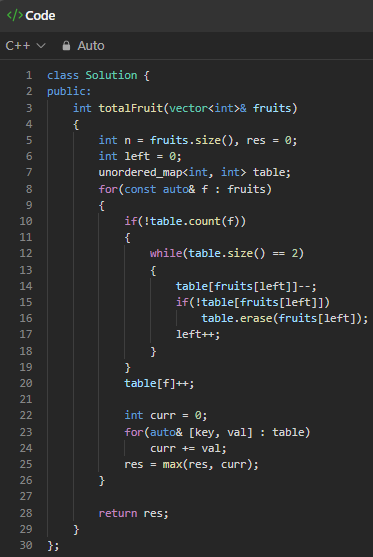 </> Code
C++ Auto
1 class Solution {
2 public:
3     int totalFruit(vector<int>& fruits)
4     {
5         int n = fruits.size(), res = 0;
6         int left = 0;
7         unordered_map<int, int> table;
8         for(const auto& f : fruits)
9         {
10             if(!table.count(f))
11             {
12                 while(table.size() == 2)
13                 {
14                     table[fruits[left]]--;
15                     if(!table[fruits[left]])
16                         table.erase(fruits[left]);
17                     left++;
18                 }
19             }
20             table[f]++;
21
22             int curr = 0;
23             for(auto& [key, val] : table)
24                 curr += val;
25             res = max(res, curr);
26         }
27
28         return res;
29     }
30 };